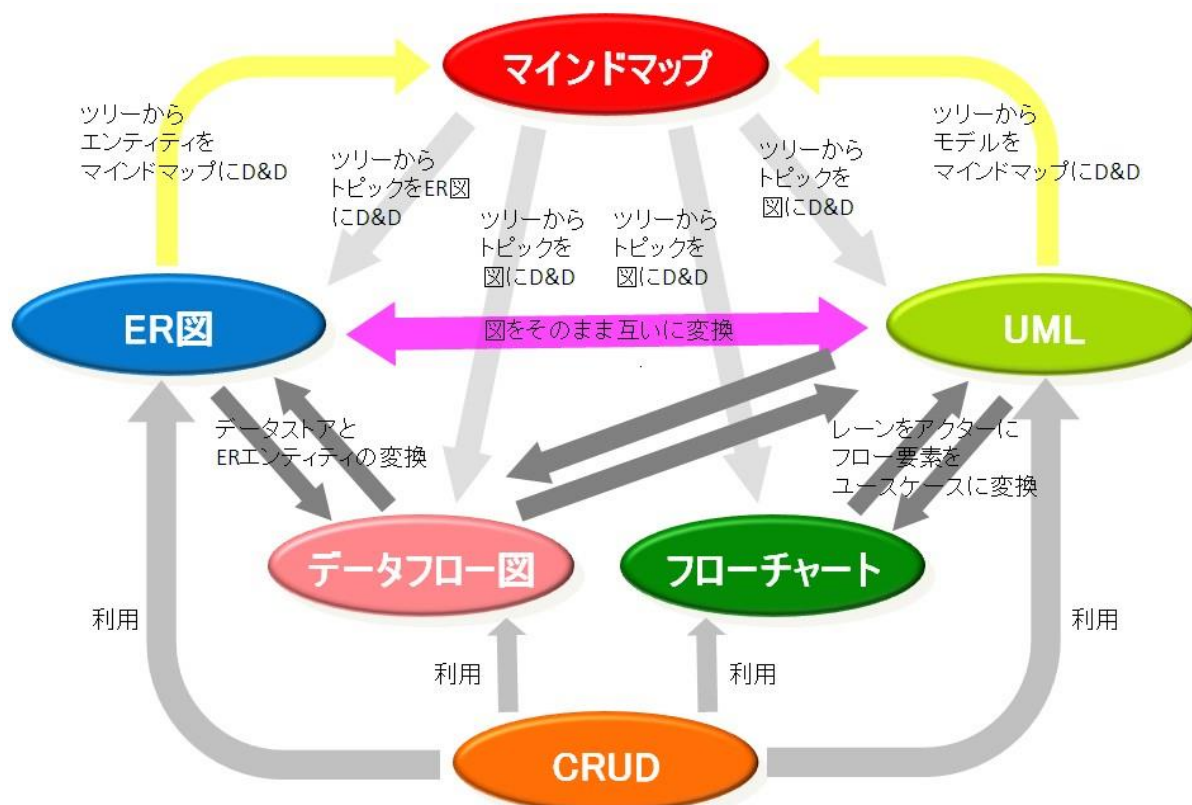 マインドマップ
ツリーから
エンティティを
マインドマップにD&D
ツリーから
トピックをER図
にD&D
ツリーから
トピックを
図にD&D
ツリーから
トピックを
図にD&D
ツリーから
トピックを
図にD&D
ツリーから
モデルを
マインドマップにD&D
ER図
図をそのまま互いに変換
UML
データストアと
ERエンティティの変換
レーンをアクターに
フロー要素を
ユースケースに変換
データフロー図
フローチャート
利用
利用
利用
利用
CRUD